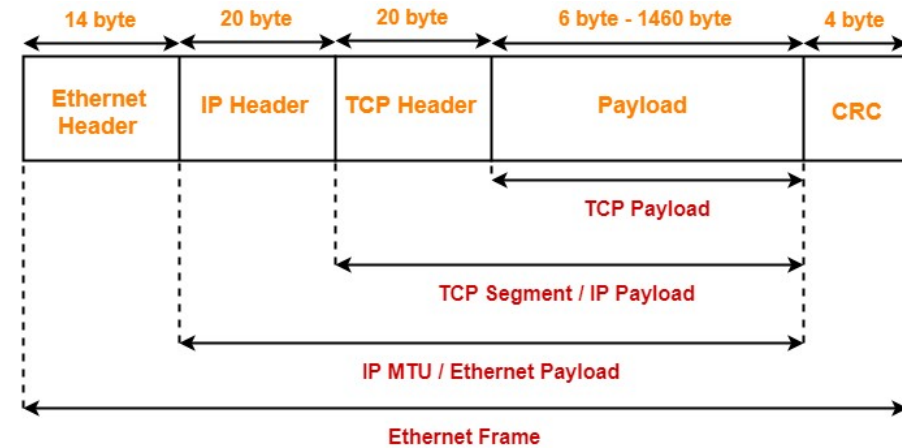 14 byte
20 byte
20 byte
6 byte - 1460 byte
4 byte
Ethernet
Header
IP Header
TCP Header
Payload
CRC
TCP Payload
TCP Segment / IP Payload
IP MTU / Ethernet Payload
Ethernet Frame